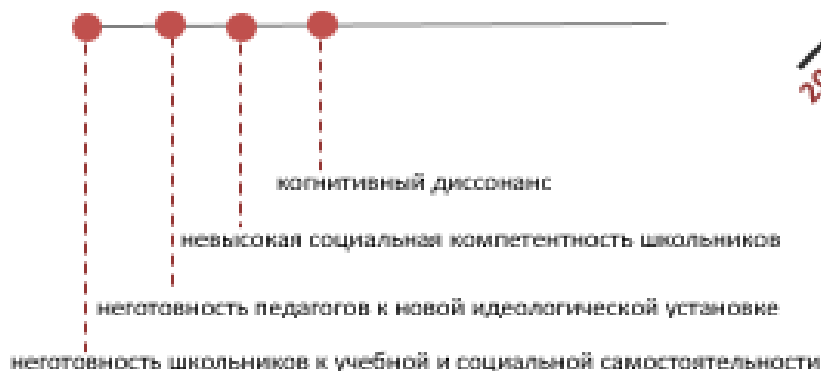 когнитивный диссонанс
невысокая социальная компетентность школьников
неготовность педагогов к новой идеологической установке
неготовность школьников к учебной и социальной самостоятельности